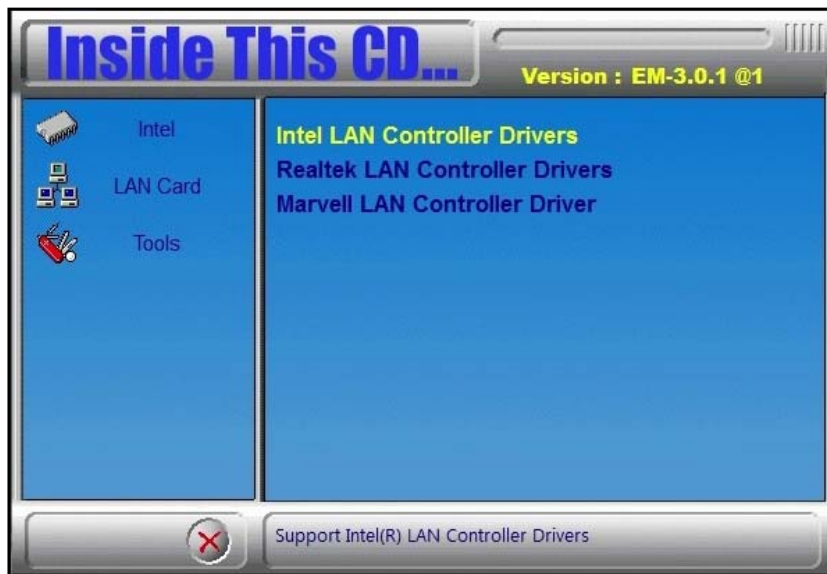 Inside This CD...
Version : EM-3.0.1 @1
Intel
LAN Card
Tools
Intel LAN Controller Drivers
Realtek LAN Controller Drivers
Marvell LAN Controller Driver
Support Intel(R) LAN Controller Drivers